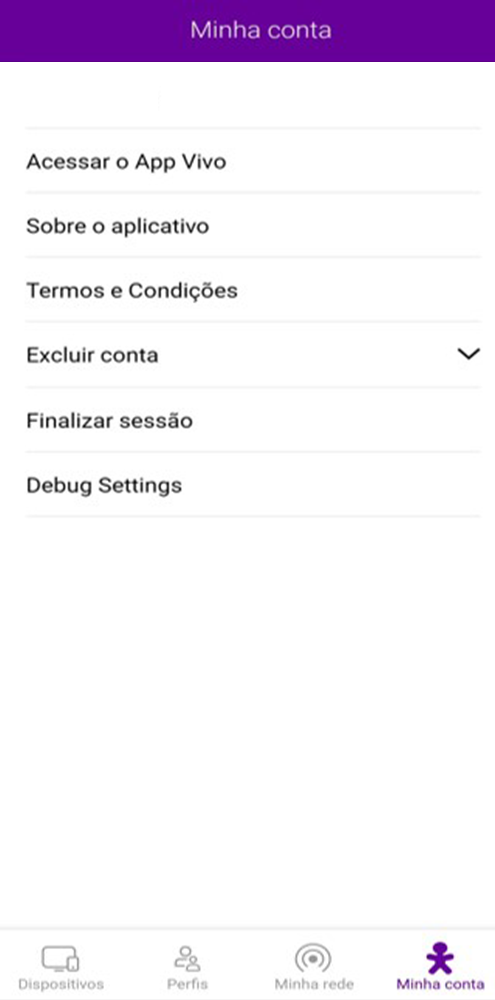 Minha conta
Acessar o App Vivo
Sobre o aplicativo
Termos e Condições
Excluir conta
Finalizar sessão
Debug Settings
Dispositivos
Perfis
Minha rede
Minha conta